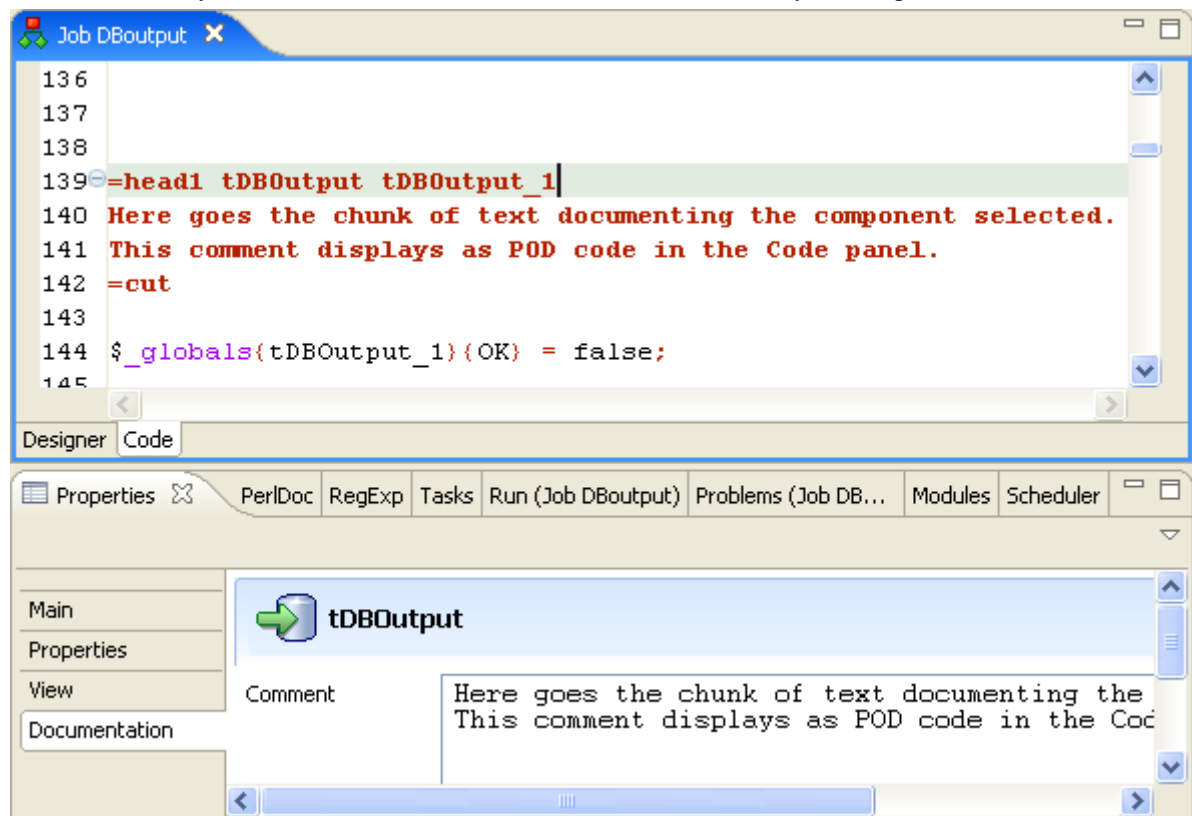 Job DBoutput
136
137
138
139 =head1 tDBOutput tDBOutput_1
140 Here goes the chunk of text documenting the component selected.
141 This comment displays as POD code in the Code panel.
142 =cut
143
144 $_globals{tDBOutput_1}{OK} = false;
145
Designer Code
Properties PerlDoc RegExp Tasks Run (Job DBoutput) Problems (Job DB... Modules Scheduler
Main
tDBOutput
Properties
View
Comment Here goes the chunk of text documenting the
This comment displays as POD code in the Cod
Documentation